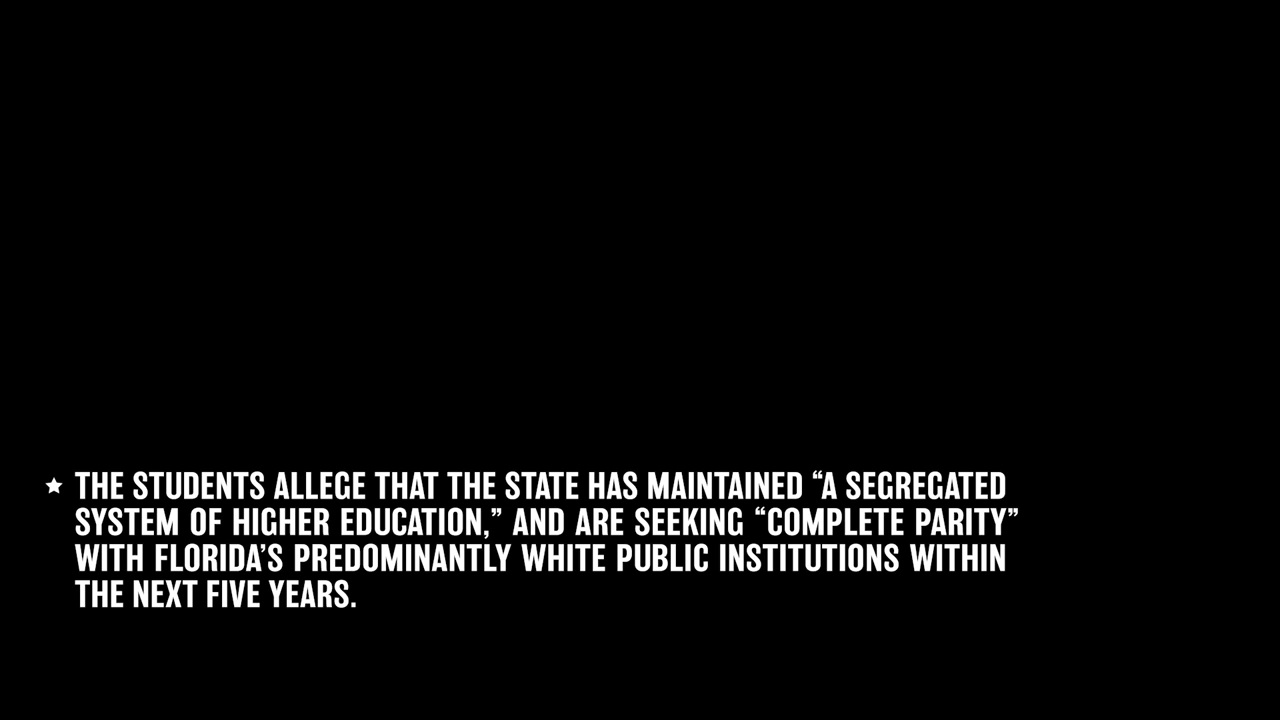 ★ THE STUDENTS ALLEGE THAT THE STATE HAS MAINTAINED “A SEGREGATED
SYSTEM OF HIGHER EDUCATION,” AND ARE SEEKING “COMPLETE PARITY”
WITH FLORIDA’S PREDOMINANTLY WHITE PUBLIC INSTITUTIONS WITHIN
THE NEXT FIVE YEARS.